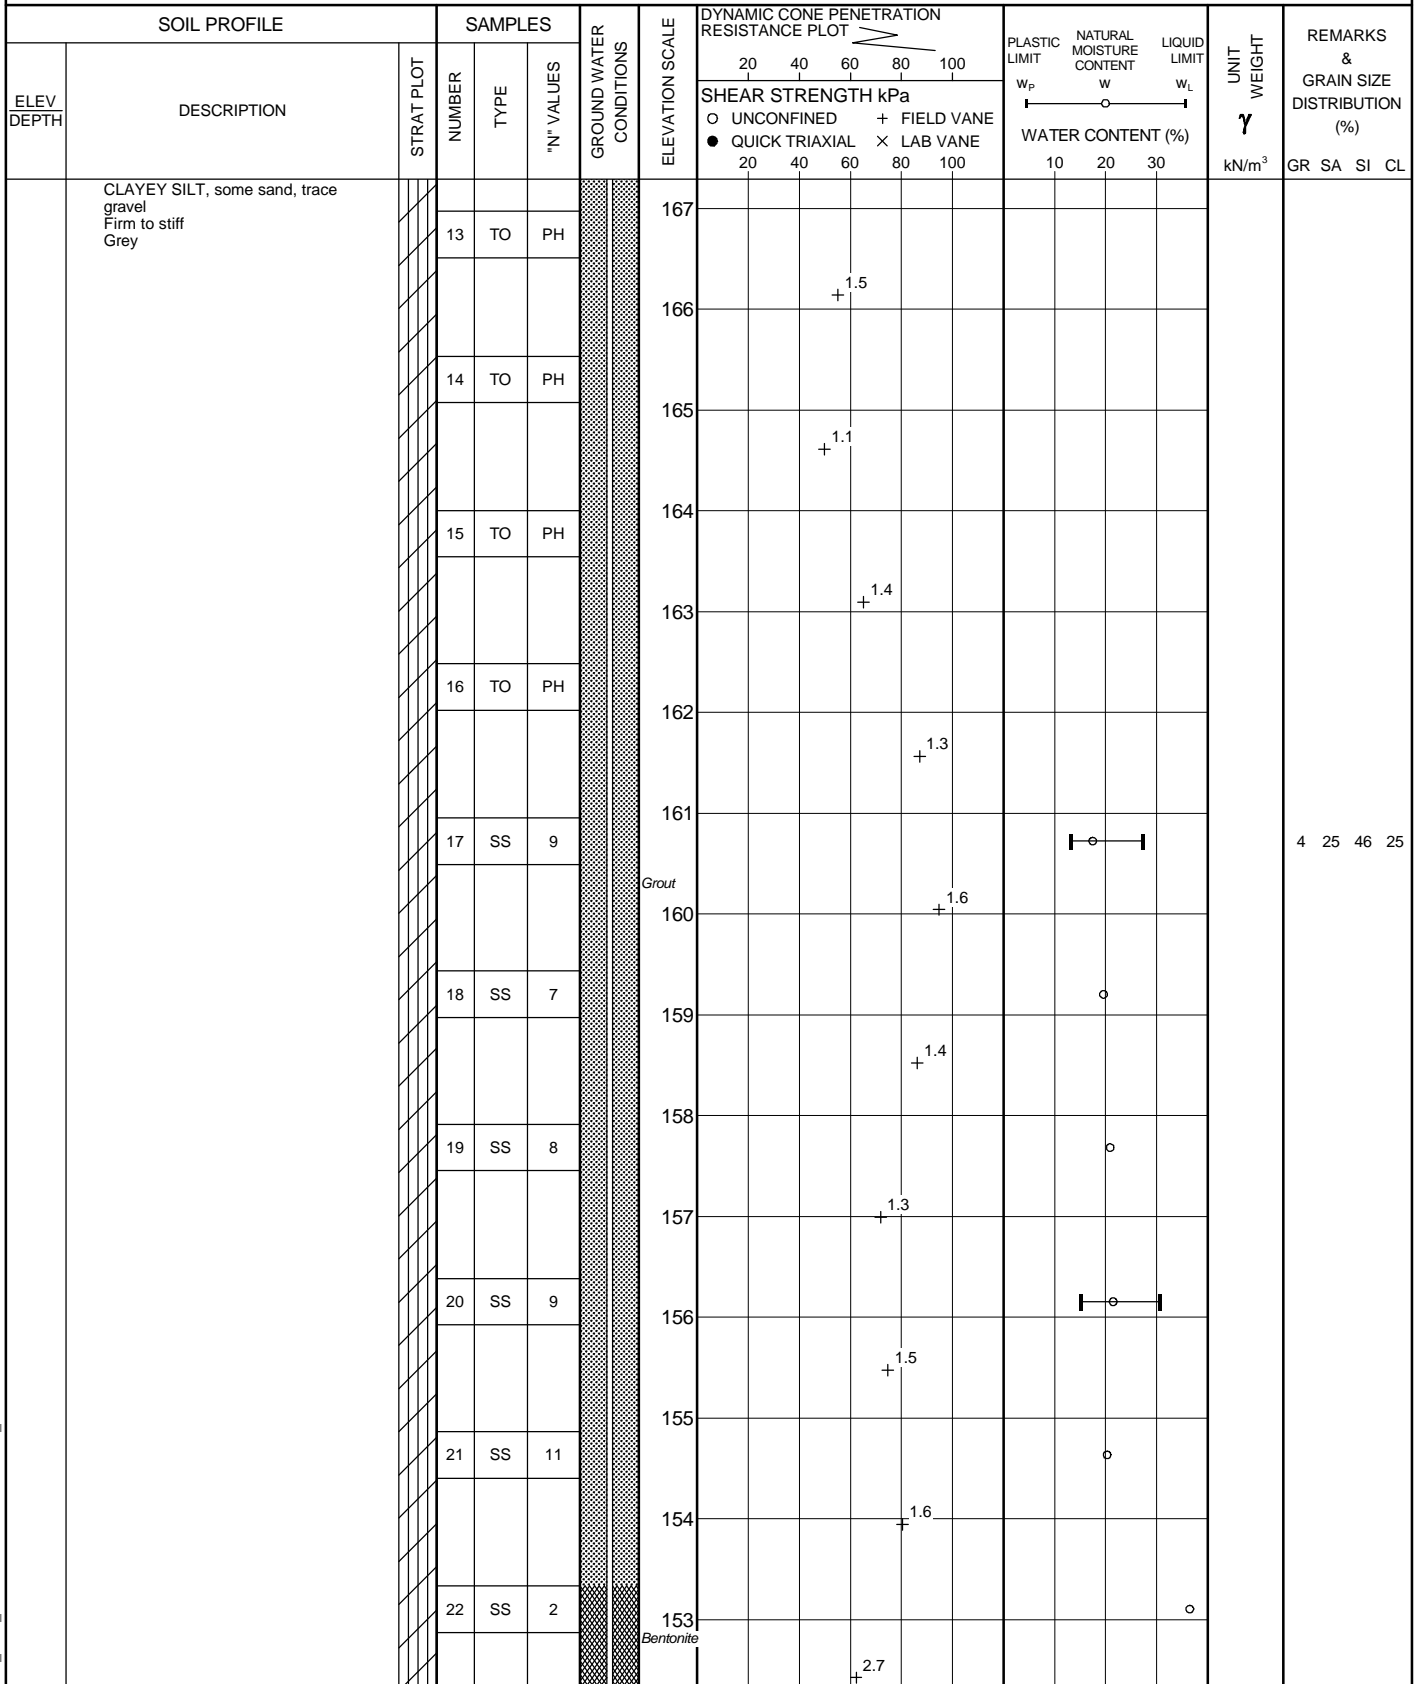 SOIL PROFILE
SAMPLES
GROUND WATER
CONDITIONS
ELEVATION SCALE
DYNAMIC CONE PENETRATION
RESISTANCE PLOT
20 40 60 80 100
SHEAR STRENGTH kPa
○ UNCONFINED + FIELD VANE
● QUICK TRIAXIAL × LAB VANE
20 40 60 80 100
PLASTIC
LIMIT
NATURAL
MOISTURE
CONTENT
LIQUID
LIMIT
WP W WL
WATER CONTENT (%)
10 20 30
UNIT
WEIGHT
γ
kN/m³
REMARKS
&
GRAIN SIZE
DISTRIBUTION
(%)
GR SA SI CL
ELEV
DEPTH
DESCRIPTION
STRAT PLOT
NUMBER
TYPE
"N" VALUES
CLAYEY SILT, some sand, trace
gravel
Firm to stiff
Grey
167
13 TO PH
1.5
166
14 TO PH
165
1.1
164
15 TO PH
1.4
163
16 TO PH
162
1.3
161
17 SS 9
4 25 46 25
Grout
1.6
160
18 SS 7
159
1.4
158
19 SS 8
1.3
157
20 SS 9
156
1.5
155
21 SS 11
1.6
154
22 SS 2
153
Bentonite
2.7